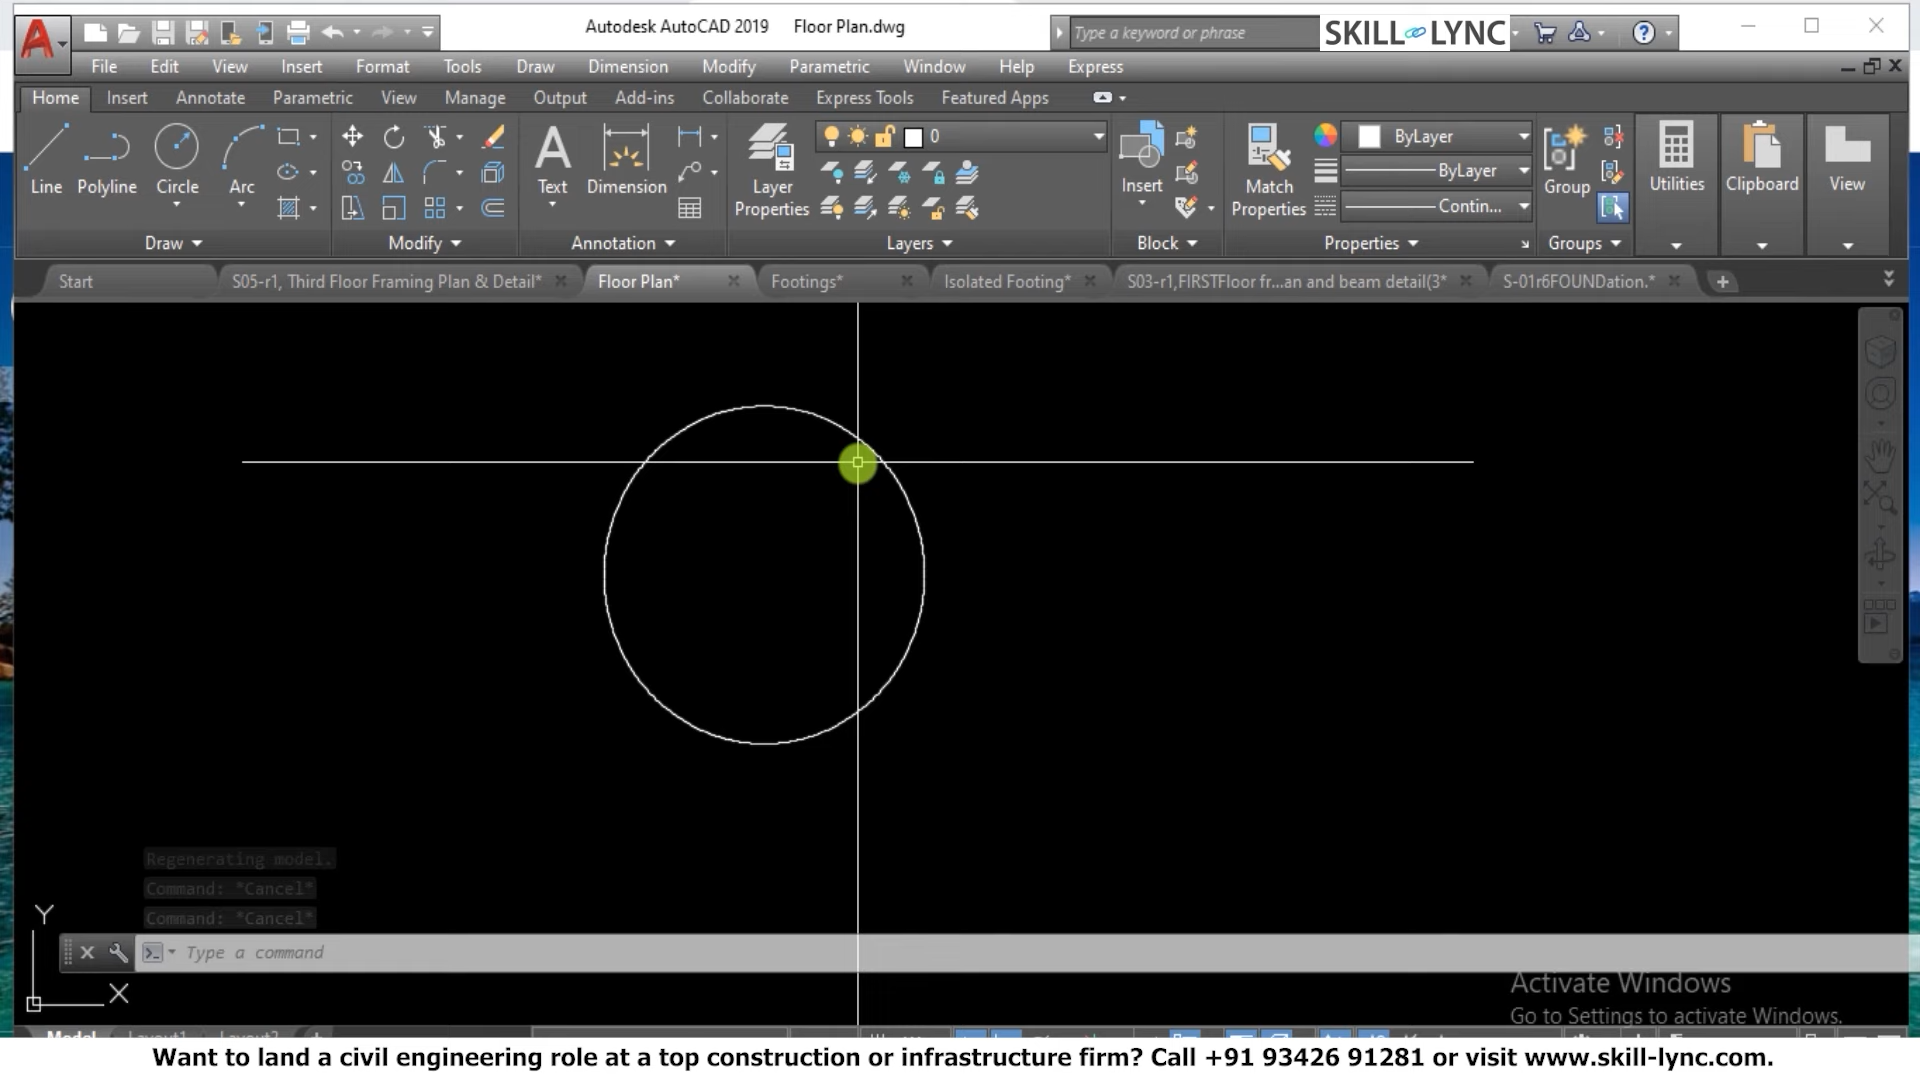 Autodesk AutoCAD 2019 Floor Plan.dwg
Type a keyword or phrase
SKILL LYNC
File Edit View Insert Format Tools Draw Dimension Modify Parametric Window Help Express
Home Insert Annotate Parametric View Manage Output Add-ins Collaborate Express Tools Featured Apps
0
ByLayer
ByLayer
Contin...
Line Polyline Circle Arc
Text Dimension
Layer Properties
Insert
Match Properties
Group
Utilities Clipboard View
Draw Modify Annotation Layers Block Properties Groups
Start S05-r1, Third Floor Framing Plan & Detail* Floor Plan* Footings* Isolated Footing* S03-r1,FIRSTFloor fr...an and beam detail(3* S-01r6FOUNDation.*
Regenerating model.
Command: *Cancel*
Command: *Cancel*
Y
Type a command
X
Activate Windows
Go to Settings to activate Windows.
Model Layout1 Layout2
Want to land a civil engineering role at a top construction or infrastructure firm? Call +91 93426 91281 or visit www.skill-lync.com.